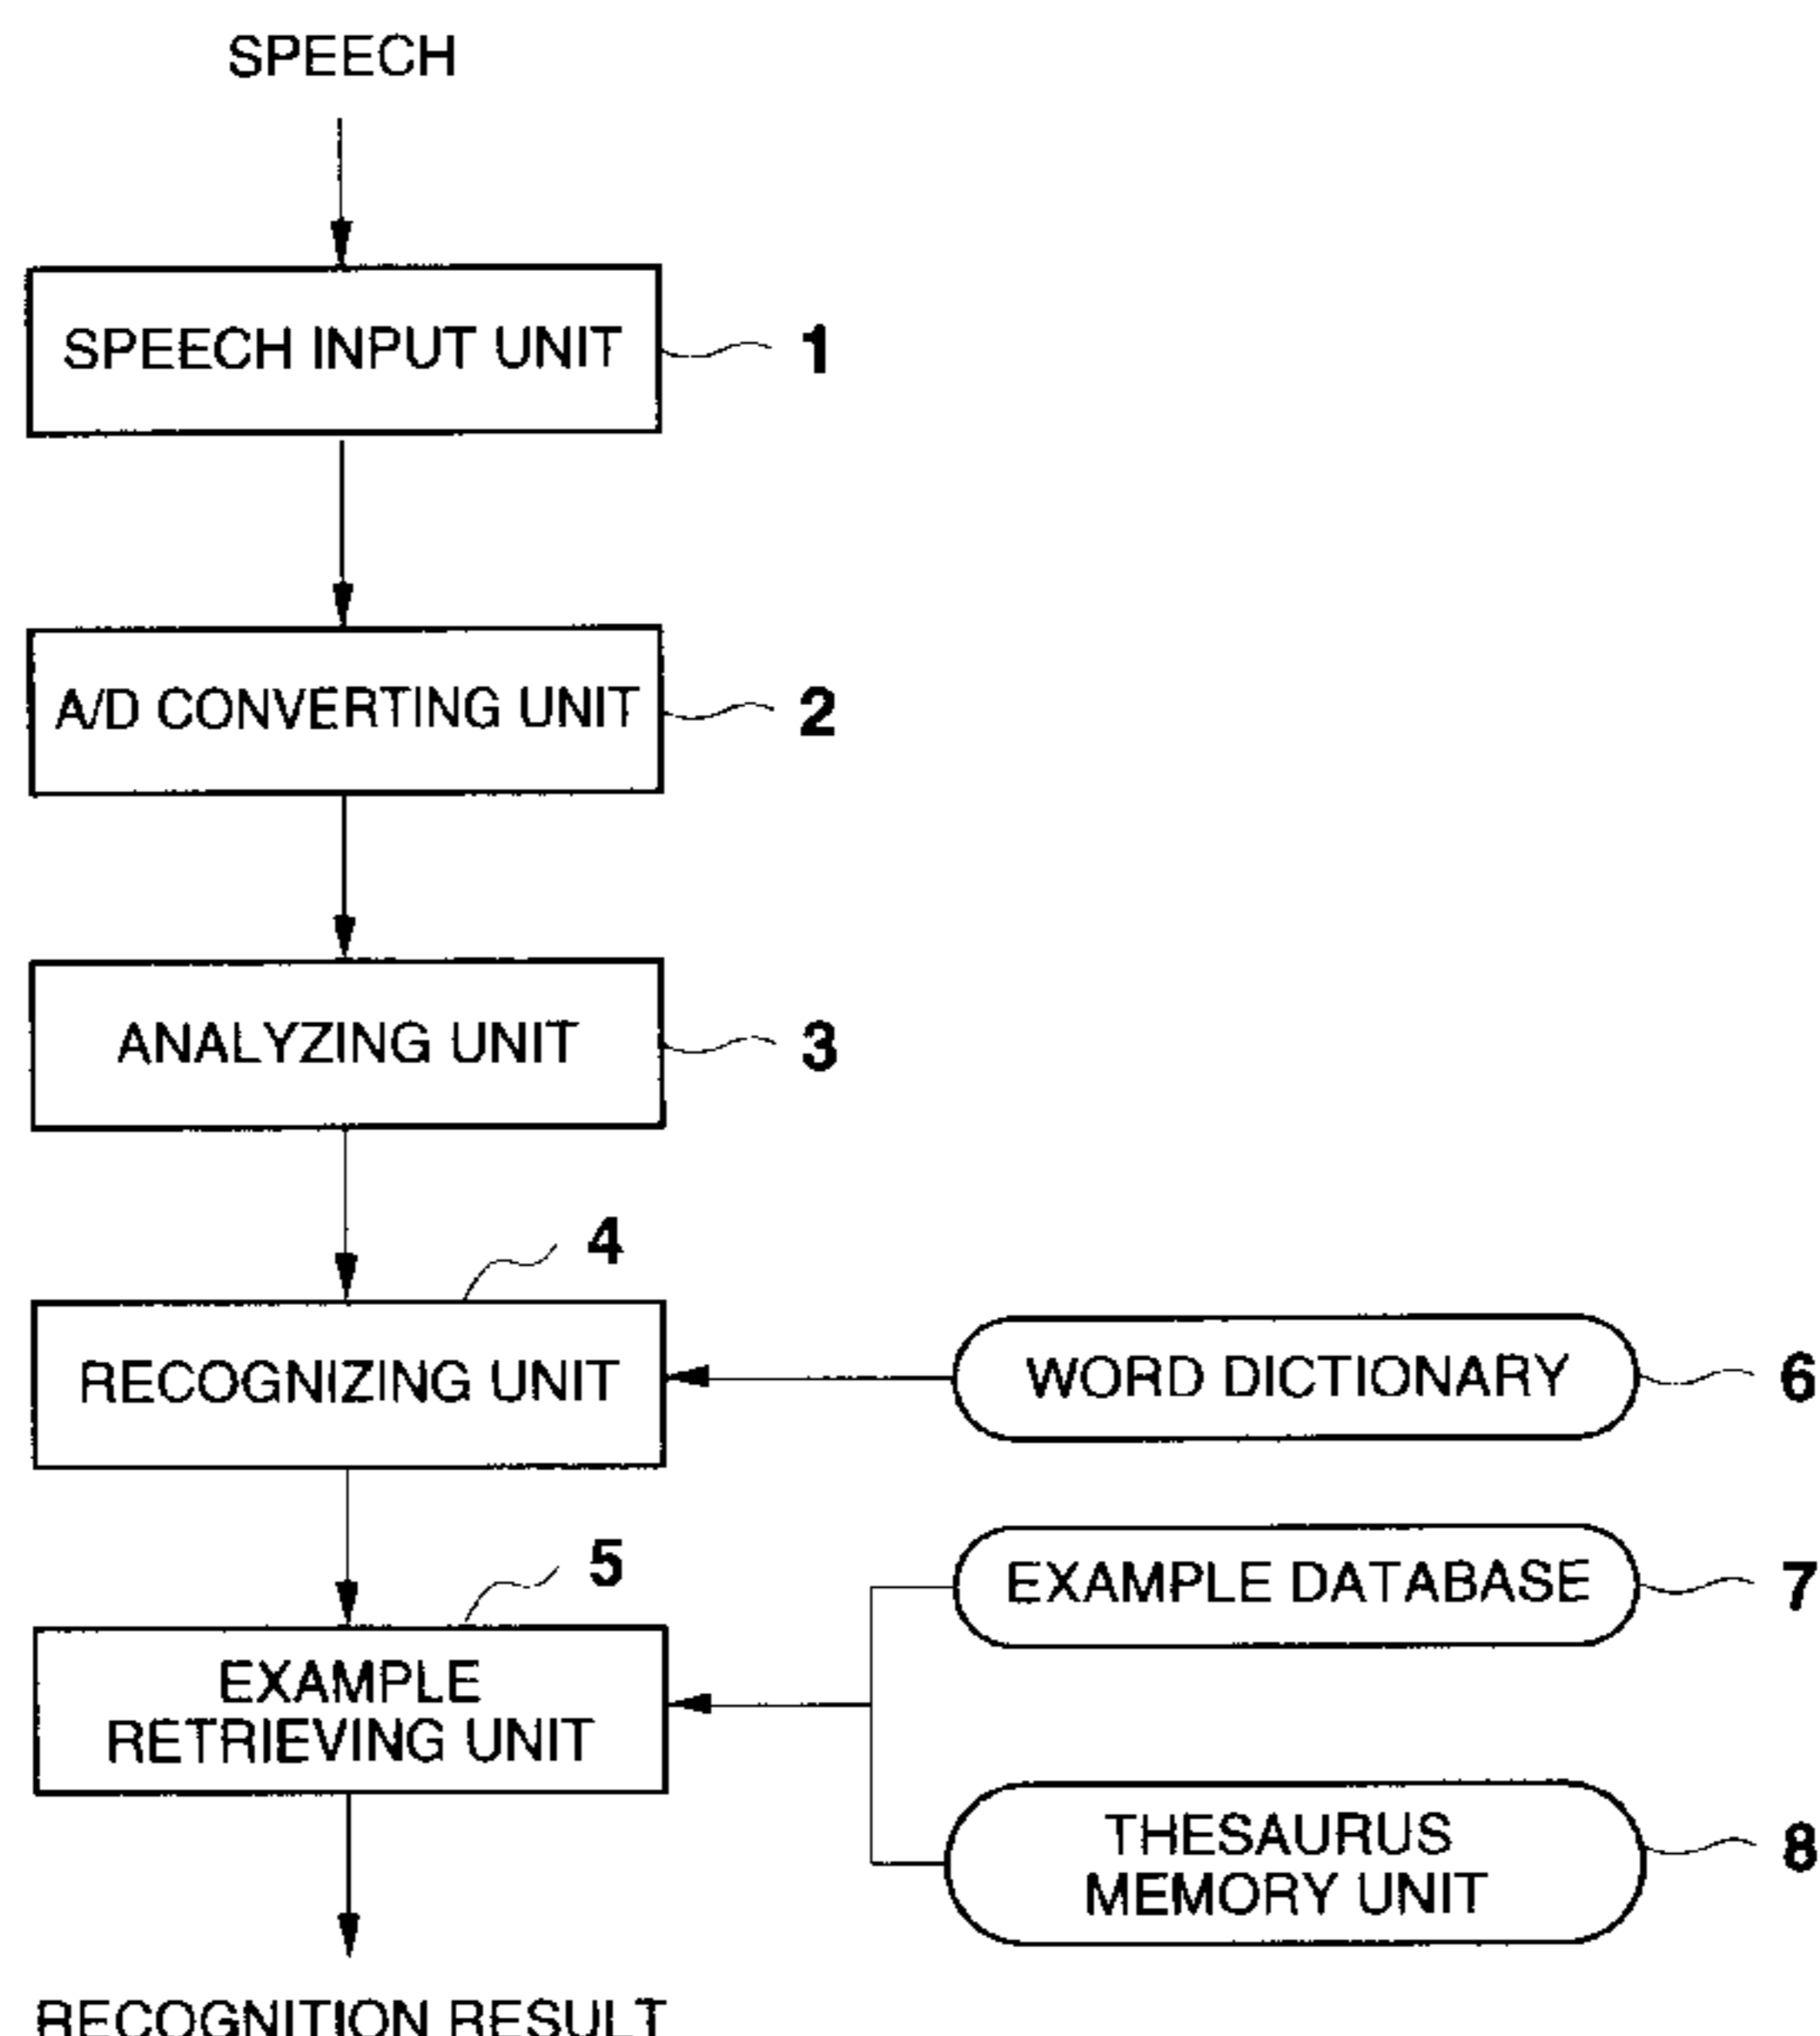 SPEECH
SPEECH INPUT UNIT
1
A/D CONVERTING UNIT
2
ANALYZING UNIT
3
4
RECOGNIZING UNIT
WORD DICTIONARY
6
5
EXAMPLE DATABASE
7
EXAMPLE
RETRIEVING UNIT
THESAURUS
MEMORY UNIT
8
RECOGNITION RESULT